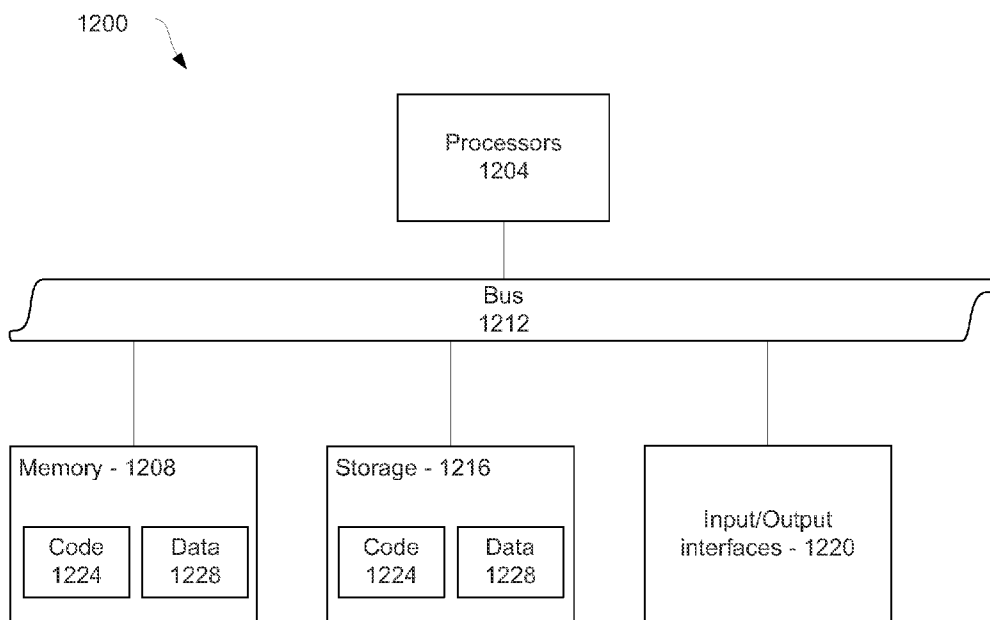 1200
Processors
1204
Bus
1212
Memory - 1208
Code
1224
Data
1228
Storage - 1216
Code
1224
Data
1228
Input/Output
interfaces - 1220